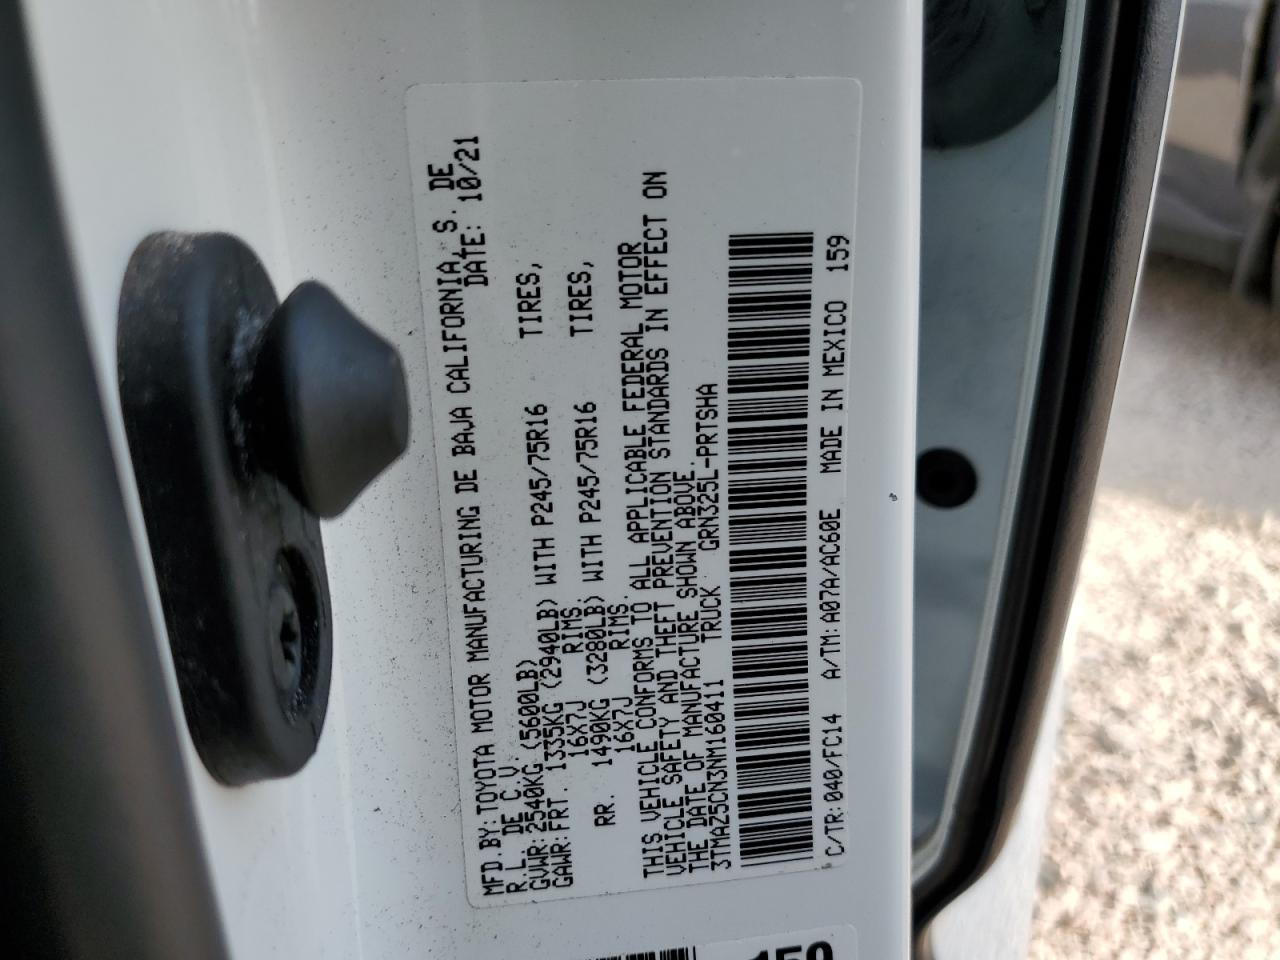 MFD.BY:TOYOTA MOTOR MANUFACTURING DE BAJA CALIFORNIA, S. DE
R.L. DE C.V. DATE: 10/21
GVWR:2540KG (5600LB)
GAWR:FRT. 1335KG (2940LB) WITH P245/75R16 TIRES,
16X7J RIMS
RR. 1490KG (3280LB) WITH P245/75R16 TIRES,
16X7J RIMS.
THIS VEHICLE CONFORMS TO ALL APPLICABLE FEDERAL MOTOR
VEHICLE SAFETY AND THEFT PREVENTION STANDARDS IN EFFECT ON
THE DATE OF MANUFACTURE SHOWN ABOVE.
3TMAZ5CN3NM160411 TRUCK GRN325L-PRTSHA
C/TR:040/FC14 A/TM:A07A/AC60E MADE IN MEXICO 159
159